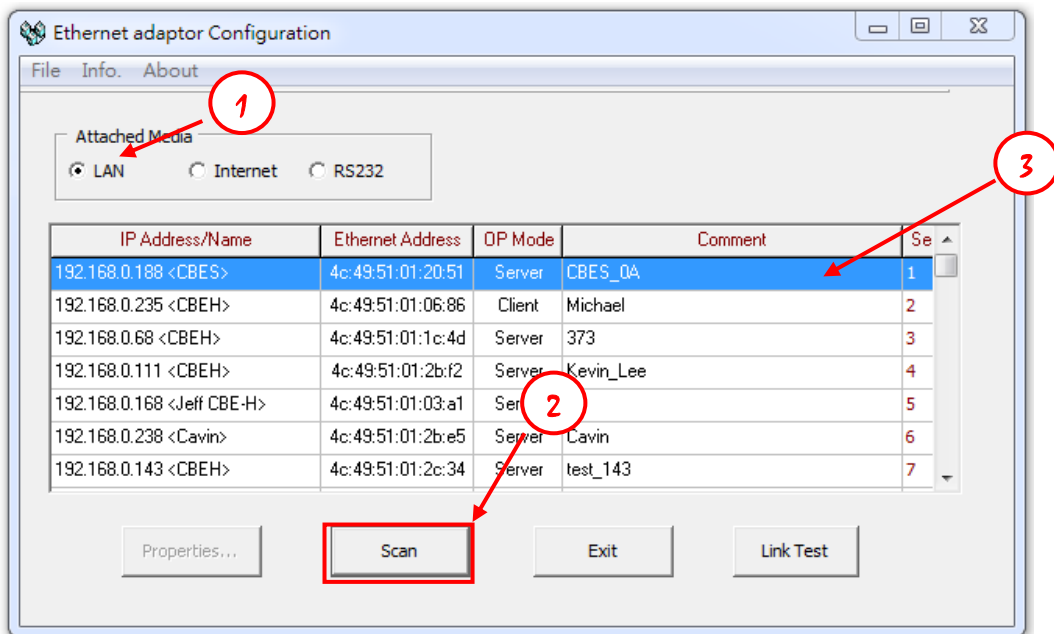 Ethernet adaptor Configuration
File Info. About
1
Attached Media
LAN Internet RS232
3
IP Address/Name Ethernet Address OP Mode Comment Se
192.168.0.188 <CBES> 4c:49:51:01:20:51 Server CBES_0A 1
192.168.0.235 <CBEH> 4c:49:51:01:06:86 Client Michael 2
192.168.0.68 <CBEH> 4c:49:51:01:1c:4d Server 373 3
192.168.0.111 <CBEH> 4c:49:51:01:2b:f2 Server Kevin_Lee 4
192.168.0.168 <Jeff CBE-H> 4c:49:51:01:03:a1 Ser 2 5
192.168.0.238 <Cavin> 4c:49:51:01:2b:e5 Server Cavin 6
192.168.0.143 <CBEH> 4c:49:51:01:2c:34 Server test_143 7
Properties... Scan Exit Link Test